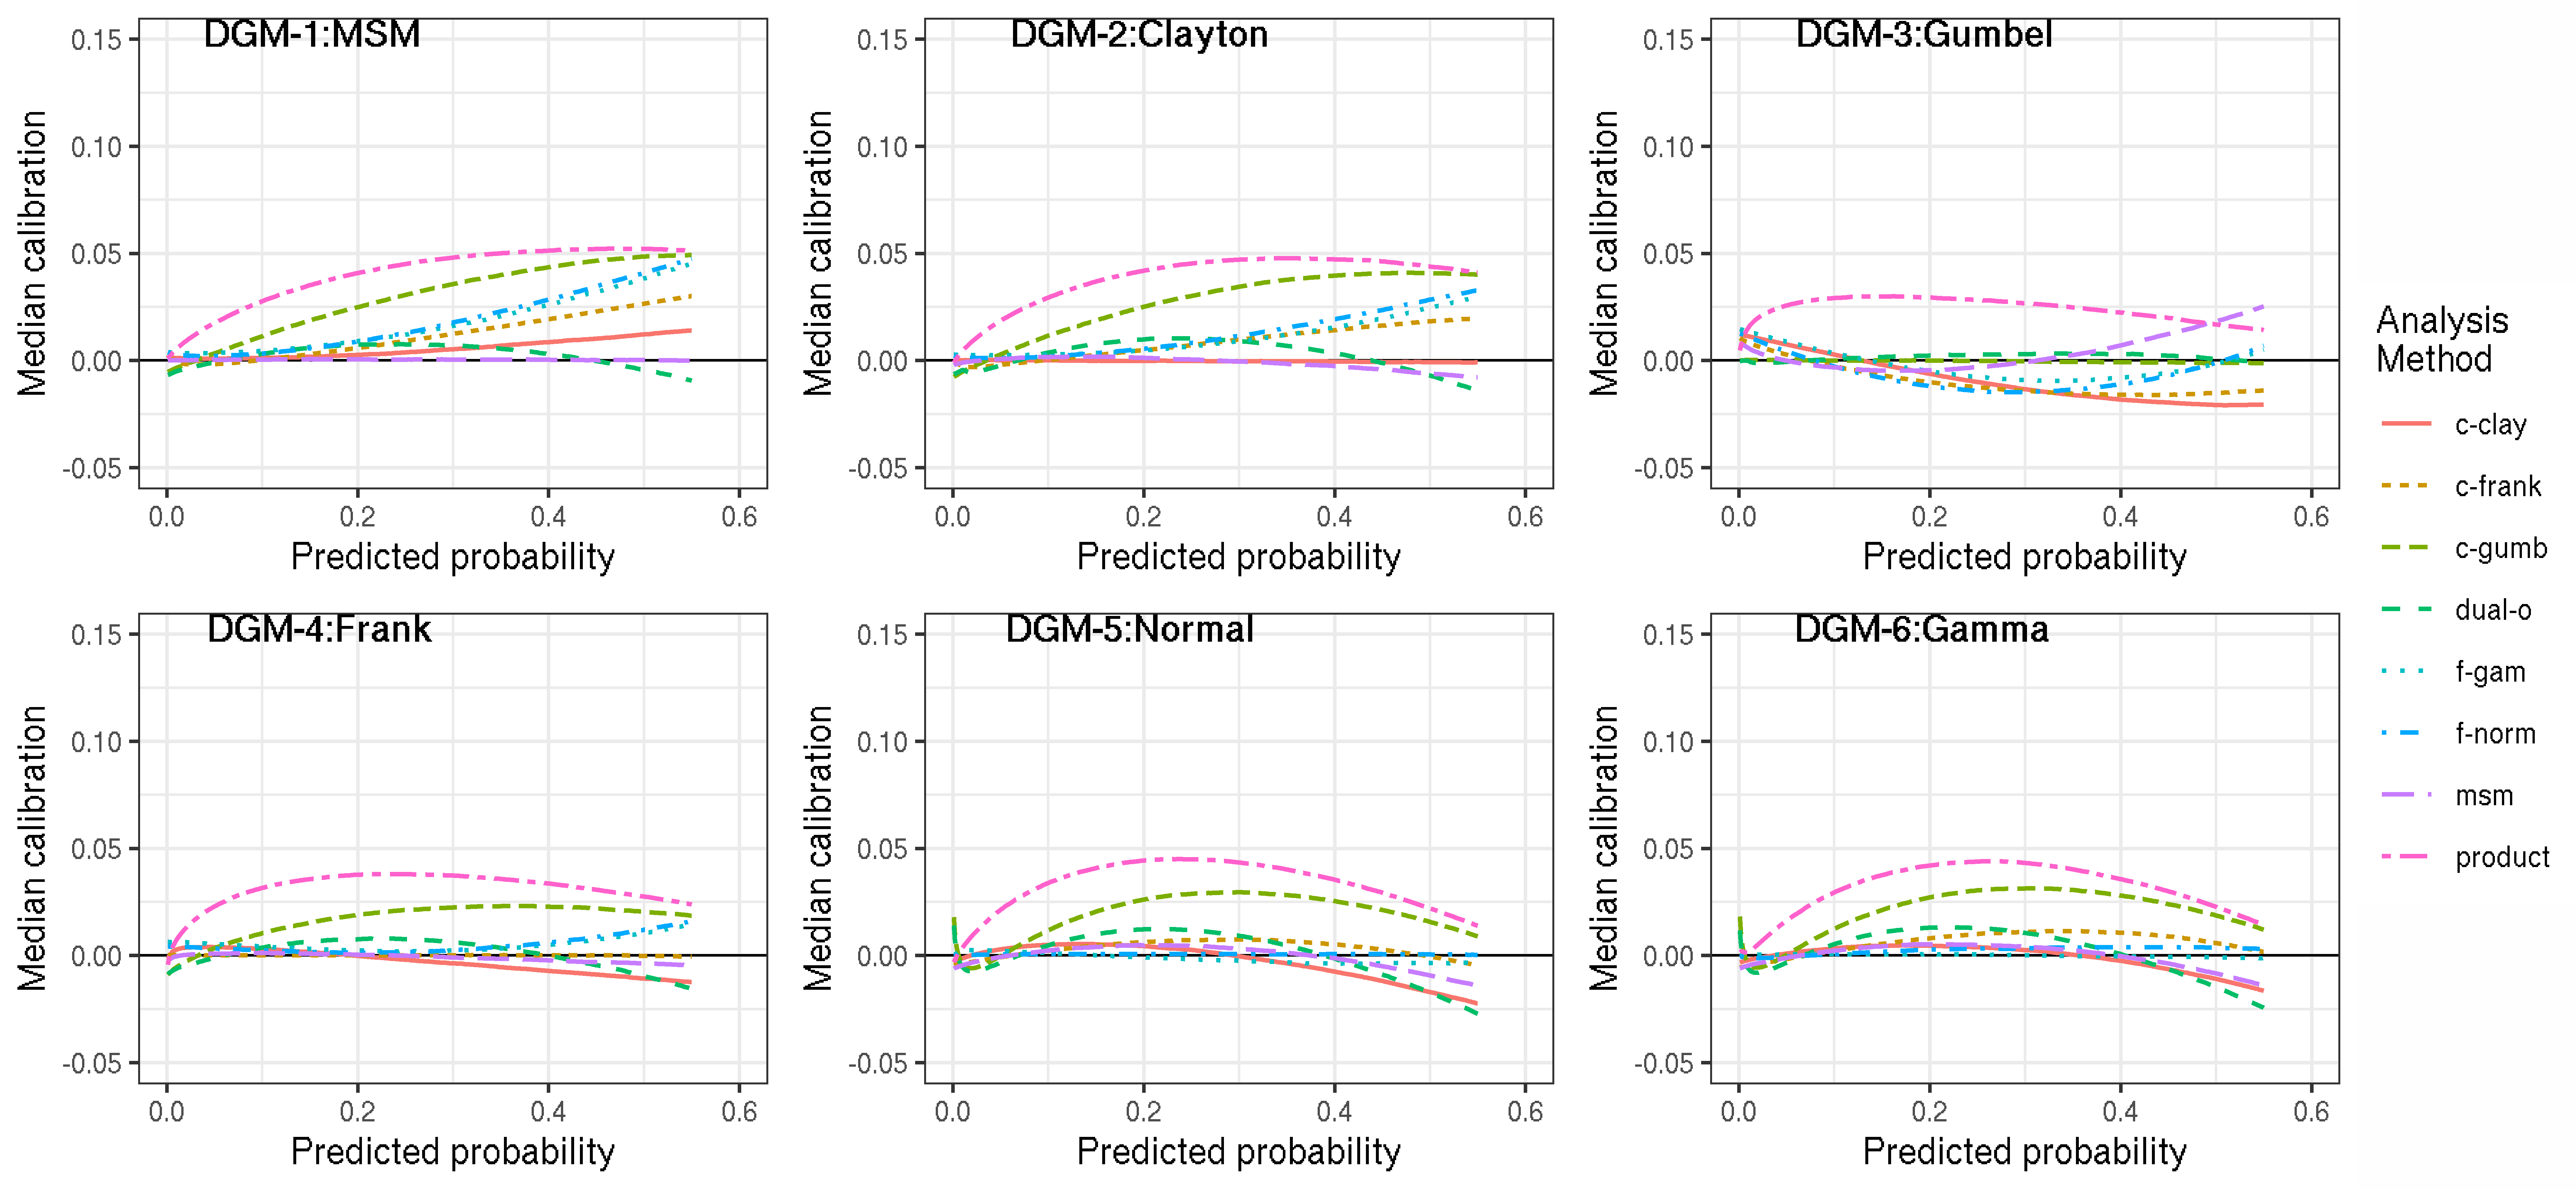 DGM-1:MSM
0.15
0.10
0.05
0.00
-0.05
Median calibration
0.0 0.2 0.4 0.6
Predicted probability
DGM-2:Clayton
0.15
0.10
0.05
0.00
-0.05
Median calibration
0.0 0.2 0.4 0.6
Predicted probability
DGM-3:Gumbel
0.15
0.10
0.05
0.00
-0.05
Median calibration
0.0 0.2 0.4 0.6
Predicted probability
DGM-4:Frank
0.15
0.10
0.05
0.00
-0.05
Median calibration
0.0 0.2 0.4 0.6
Predicted probability
DGM-5:Normal
0.15
0.10
0.05
0.00
-0.05
Median calibration
0.0 0.2 0.4 0.6
Predicted probability
DGM-6:Gamma
0.15
0.10
0.05
0.00
-0.05
Median calibration
0.0 0.2 0.4 0.6
Predicted probability
Analysis
Method
c-clay
c-frank
c-gumb
dual-o
f-gam
f-norm
msm
product